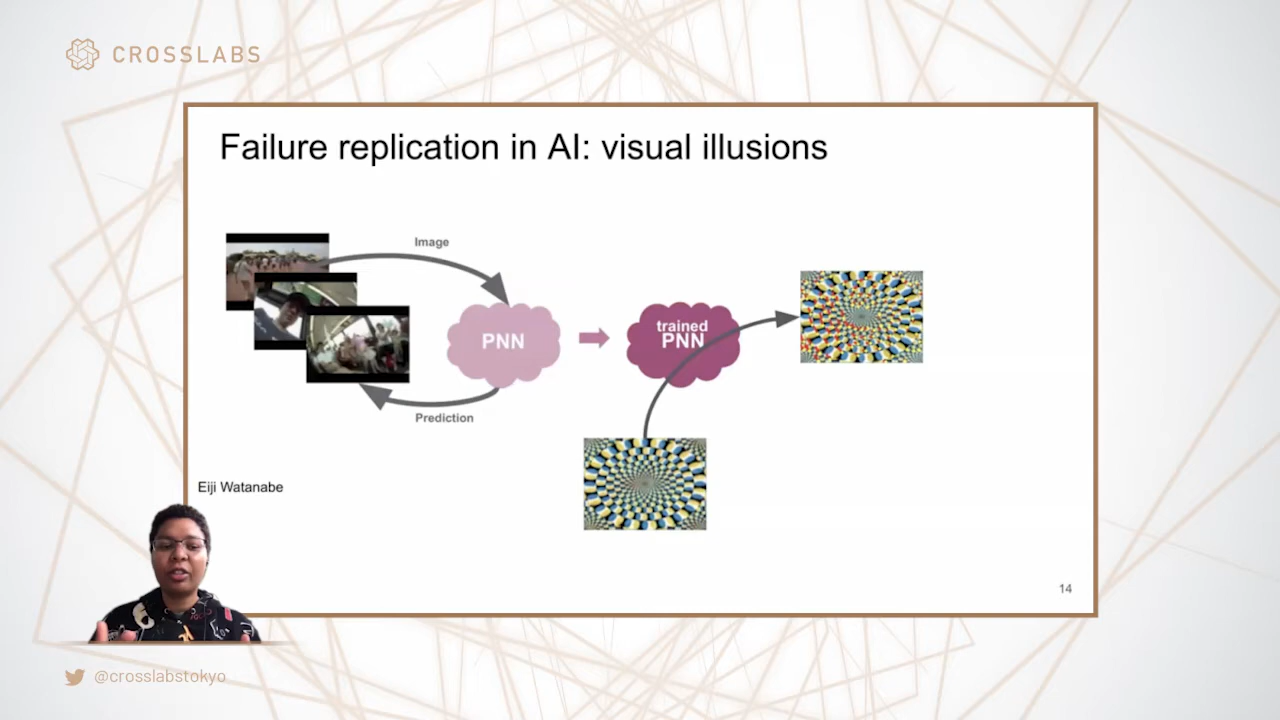 CROSSLABS
Failure replication in AI: visual illusions
Image
PNN
trained
PNN
Prediction
Eiji Watanabe
14
@crosslabstokyo